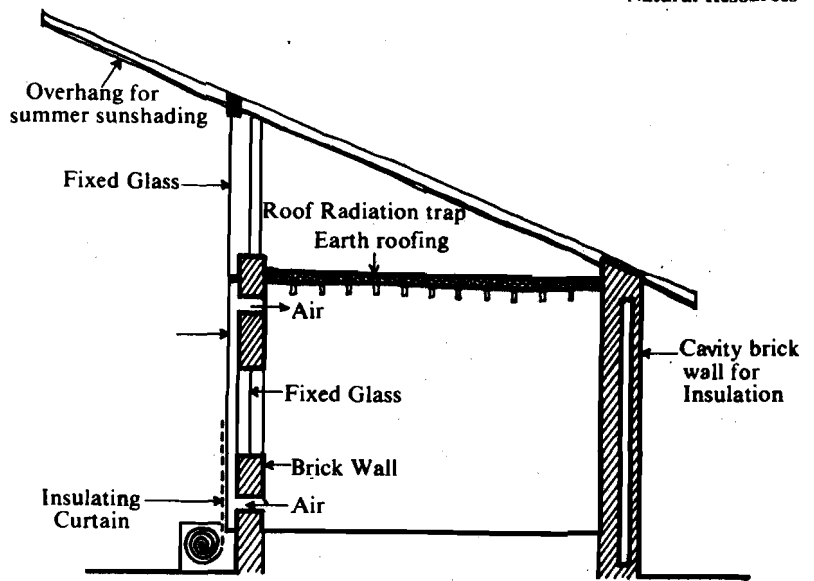 Natural Resources
Overhang for
summer sunshading
Fixed Glass
Roof Radiation trap
Earth roofing
Air
Fixed Glass
Cavity brick
wall for
Insulation
Brick Wall
Insulating
Curtain
Air